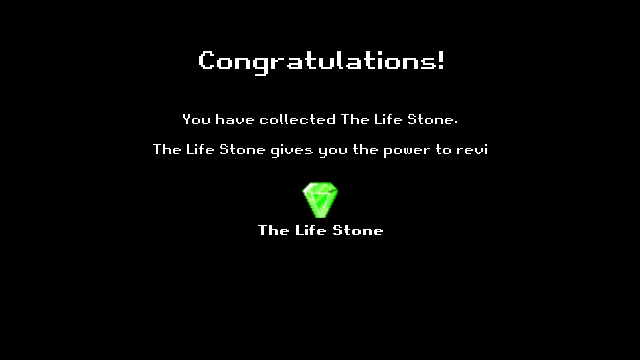 Congratulations!
You have collected The Life Stone.
The Life Stone gives you the power to revi
The Life Stone